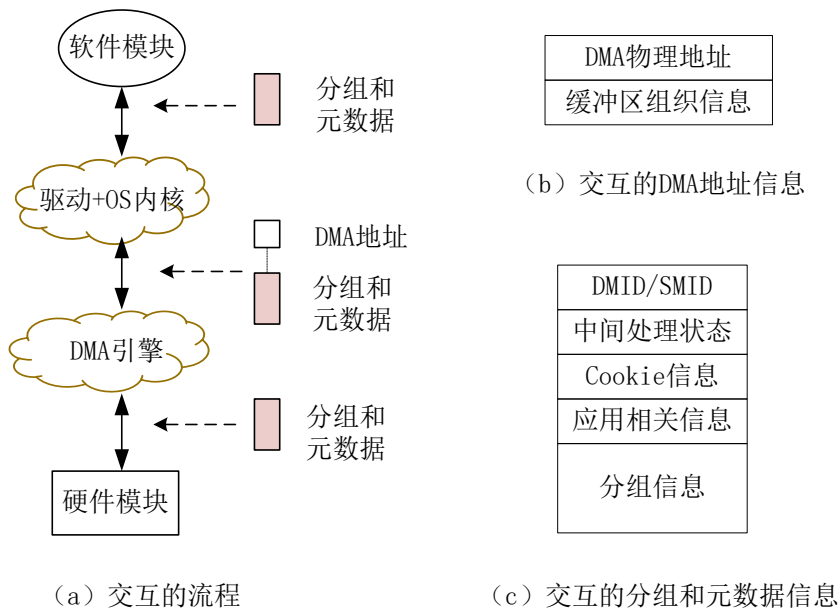 软件模块
分组和
元数据
驱动+OS内核
DMA地址
分组和
元数据
DMA引擎
分组和
元数据
硬件模块
（a）交互的流程
DMA物理地址
缓冲区组织信息
（b）交互的DMA地址信息
DMID/SMID
中间处理状态
Cookie信息
应用相关信息
分组信息
（c）交互的分组和元数据信息